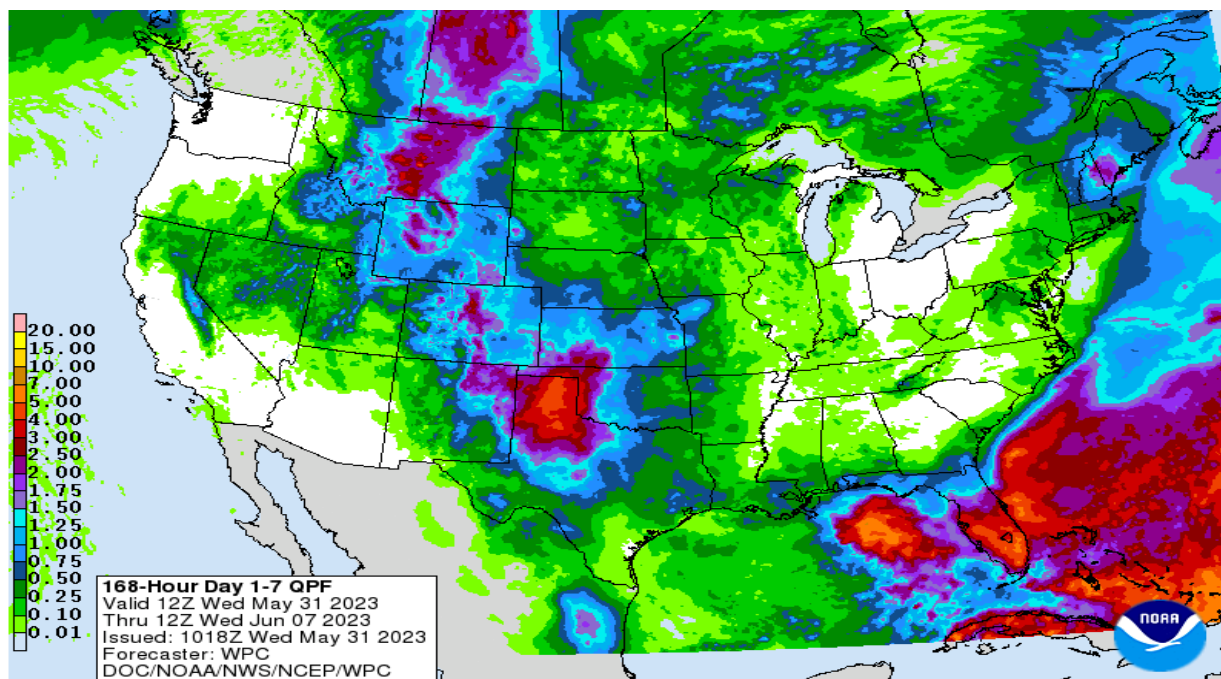 20.00
15.00
10.00
7.00
5.00
4.00
3.00
2.50
2.00
1.75
1.50
1.25
1.00
0.75
0.50
0.25
0.10
0.01
168-Hour Day 1-7 QPF
Valid 12Z Wed May 31 2023
Thru 12Z Wed Jun 07 2023
Issued: 1018Z Wed May 31 2023
Forecaster: WPC
DOC/NOAA/NWS/NCEP/WPC
NOAA